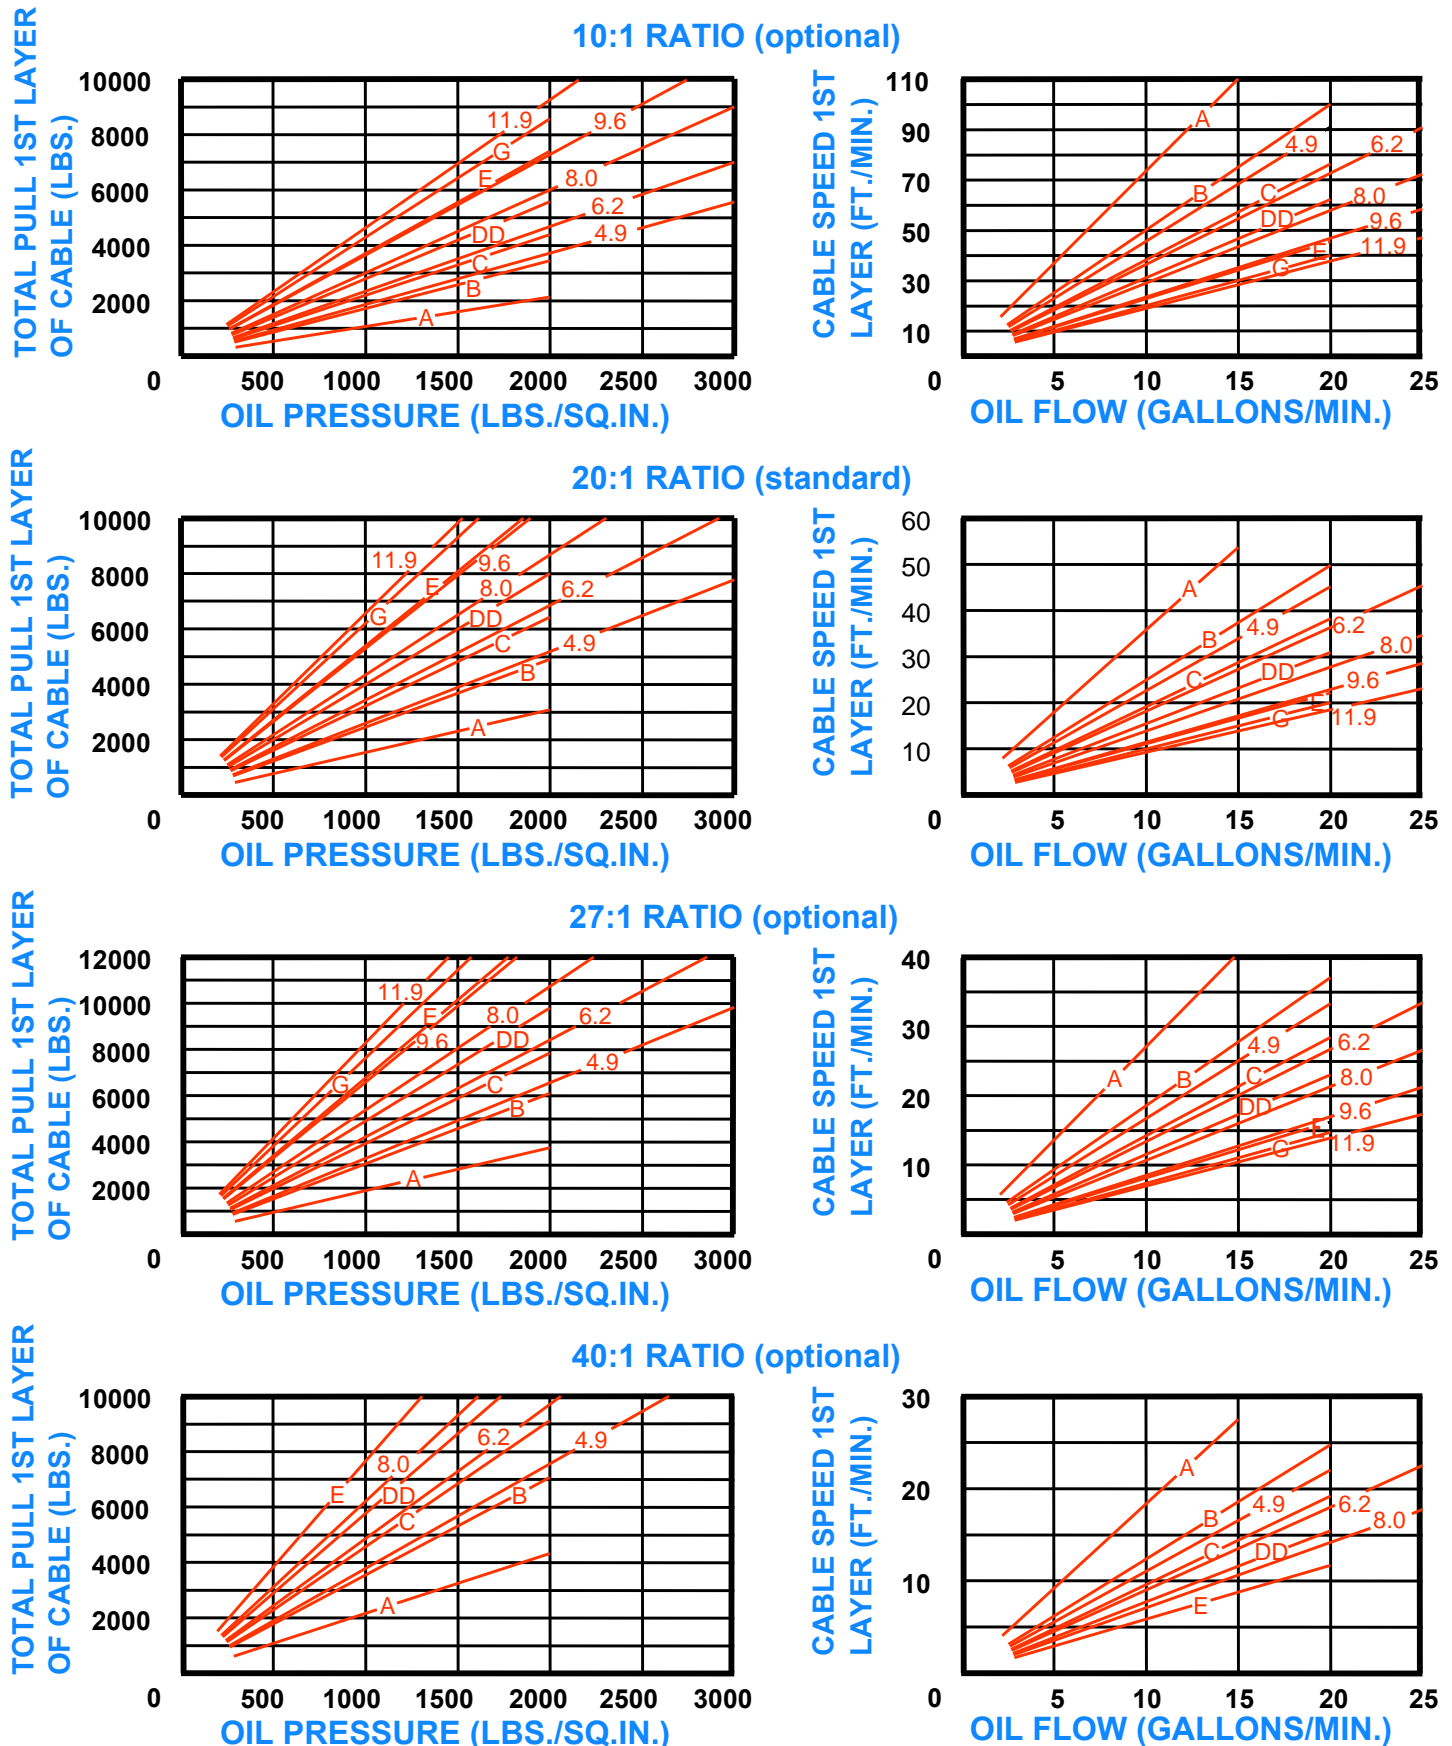 10:1 RATIO (optional)
TOTAL PULL 1ST LAYER
OF CABLE (LBS.)
10000
8000
6000
4000
2000
0
500
1000
1500
2000
2500
3000
OIL PRESSURE (LBS./SQ.IN.)
11.9
9.6
G
E
8.0
6.2
DD
4.9
C
B
A
CABLE SPEED 1ST
LAYER (FT./MIN.)
110
90
70
50
30
10
0
5
10
15
20
25
OIL FLOW (GALLONS/MIN.)
A
4.9
6.2
B
C
8.0
DD
9.6
E
11.9
G
20:1 RATIO (standard)
TOTAL PULL 1ST LAYER
OF CABLE (LBS.)
10000
8000
6000
4000
2000
0
500
1000
1500
2000
2500
3000
OIL PRESSURE (LBS./SQ.IN.)
11.9
9.6
E
8.0
6.2
G
DD
C
4.9
B
A
CABLE SPEED 1ST
LAYER (FT./MIN.)
60
50
40
30
20
10
0
5
10
15
20
25
OIL FLOW (GALLONS/MIN.)
A
4.9
6.2
B
8.0
DD
C
9.6
E
G
11.9
27:1 RATIO (optional)
TOTAL PULL 1ST LAYER
OF CABLE (LBS.)
12000
10000
8000
6000
4000
2000
0
500
1000
1500
2000
2500
3000
OIL PRESSURE (LBS./SQ.IN.)
11.9
E
8.0
6.2
9.6
DD
4.9
G
C
B
A
CABLE SPEED 1ST
LAYER (FT./MIN.)
40
30
20
10
0
5
10
15
20
25
OIL FLOW (GALLONS/MIN.)
4.9
6.2
A
B
C
8.0
DD
9.6
E
G
11.9
40:1 RATIO (optional)
TOTAL PULL 1ST LAYER
OF CABLE (LBS.)
10000
8000
6000
4000
2000
0
500
1000
1500
2000
2500
3000
OIL PRESSURE (LBS./SQ.IN.)
6.2
4.9
8.0
E
DD
B
C
A
CABLE SPEED 1ST
LAYER (FT./MIN.)
30
20
10
0
5
10
15
20
25
OIL FLOW (GALLONS/MIN.)
A
4.9
6.2
B
8.0
C
DD
E